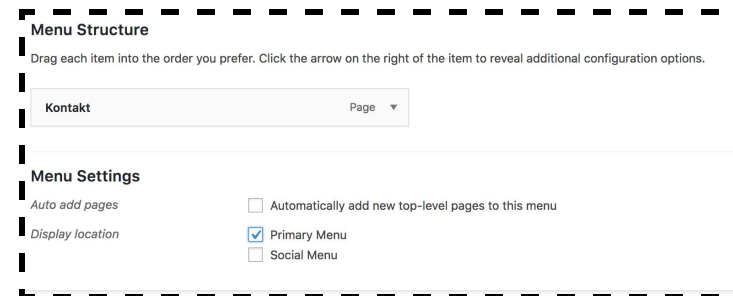 Menu Structure
Drag each item into the order you prefer. Click the arrow on the right of the item to reveal additional configuration options.
Kontakt Page
Menu Settings
Auto add pages Automatically add new top-level pages to this menu
Display location Primary Menu
Social Menu